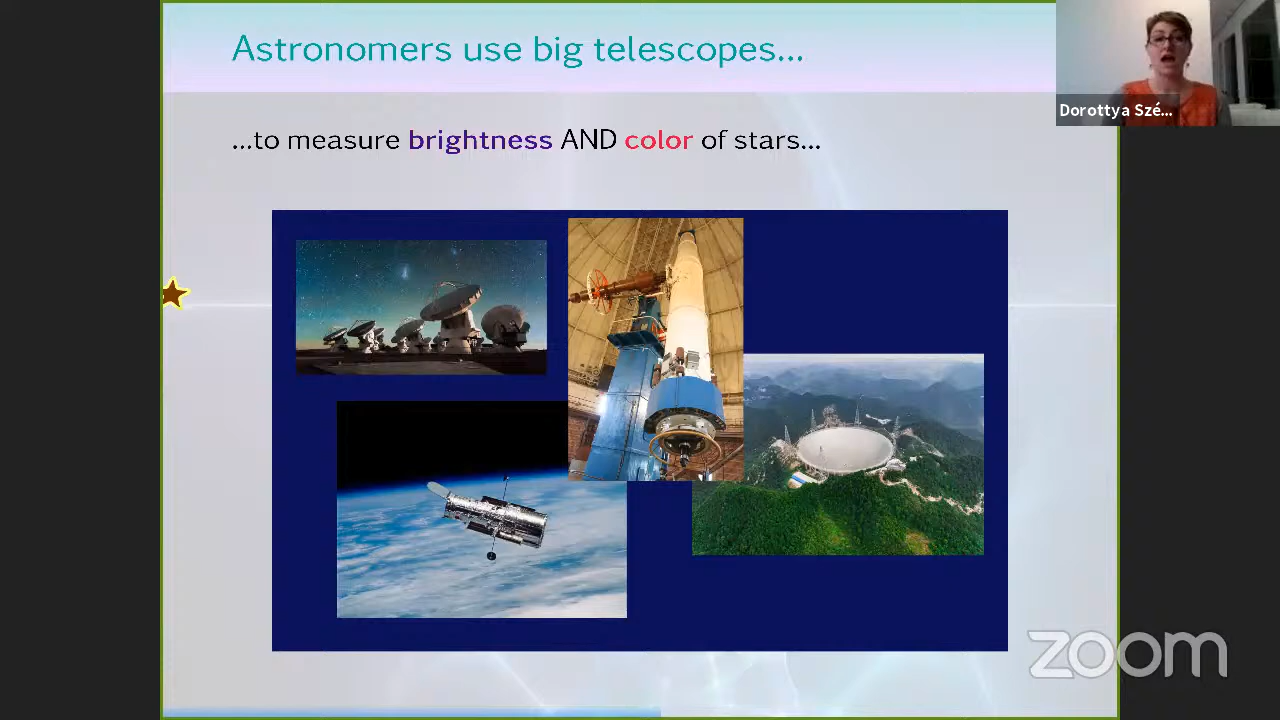 Astronomers use big telescopes...
...to measure brightness AND color of stars...
Dorottya Szé...
zoom